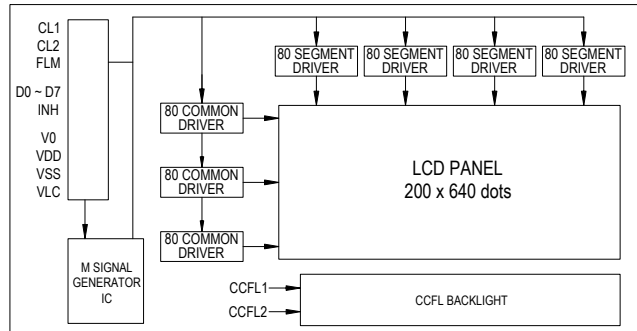 CL1
CL2
FLM
D0 ~ D7
INH
V0
VDD
VSS
VLC
M SIGNAL
GENERATOR
IC
80 SEGMENT
DRIVER
80 SEGMENT
DRIVER
80 SEGMENT
DRIVER
80 SEGMENT
DRIVER
80 COMMON
DRIVER
80 COMMON
DRIVER
80 COMMON
DRIVER
LCD PANEL
200 x 640 dots
CCFL1
CCFL2
CCFL BACKLIGHT